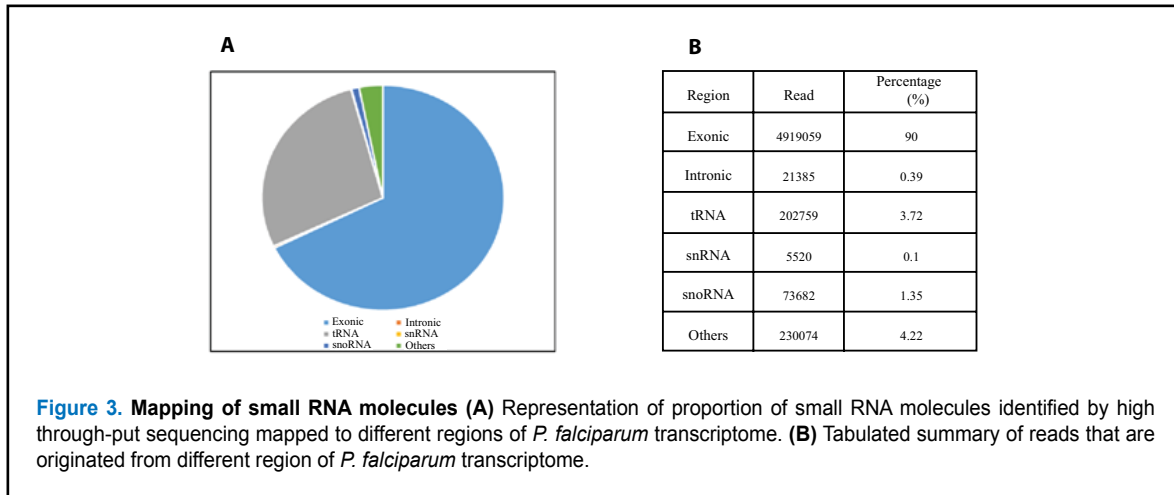 A
Exonic
Intronic
tRNA
snRNA
snoRNA
Others
B
Region Read Percentage
(%)
Exonic 4919059 90
Intronic 21385 0.39
tRNA 202759 3.72
snRNA 5520 0.1
snoRNA 73682 1.35
Others 230074 4.22
Figure 3. Mapping of small RNA molecules (A) Representation of proportion of small RNA molecules identified by high
through-put sequencing mapped to different regions of P. falciparum transcriptome. (B) Tabulated summary of reads that are
originated from different region of P. falciparum transcriptome.